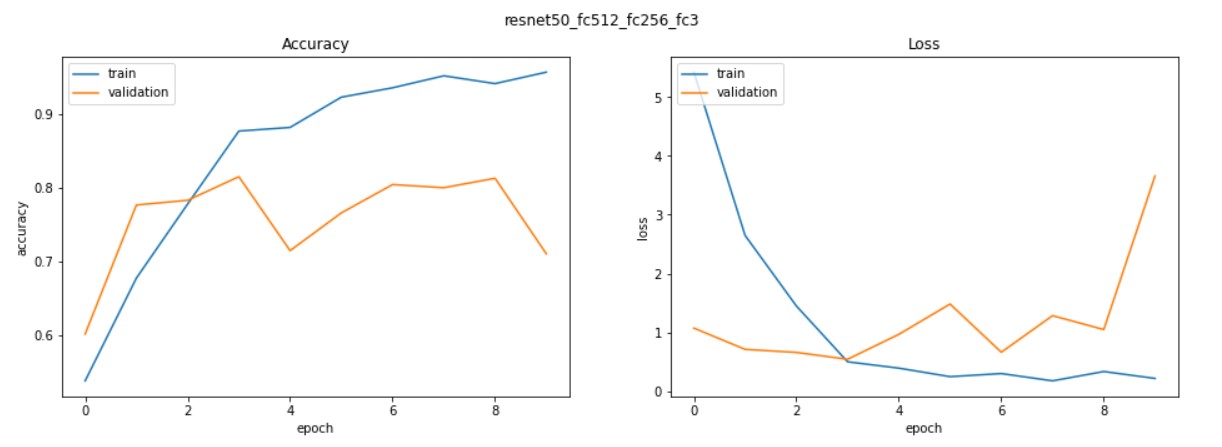 resnet50_fc512_fc256_fc3
Accuracy
train
validation
0.9
0.8
0.7
0.6
accuracy
0
2
4
6
8
epoch
Loss
train
validation
5
4
3
2
1
0
loss
0
2
4
6
8
epoch